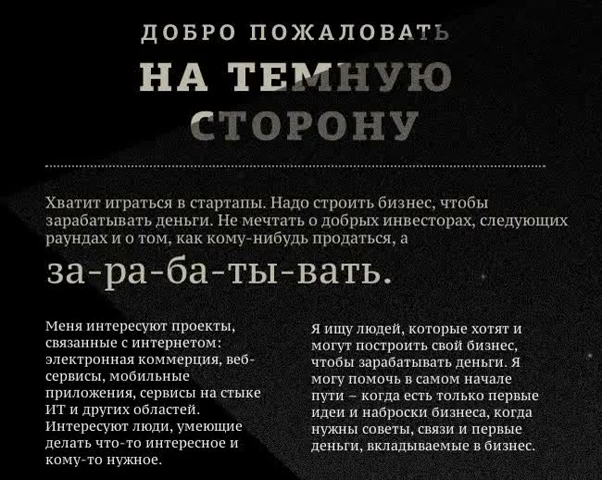 ДОБРО ПОЖАЛОВАТЬ
НА ТЕМНУЮ
СТОРОНУ
Хватит играться в стартапы. Надо строить бизнес, чтобы
зарабатывать деньги. Не мечтать о добрых инвесторах, следующих
раундах и о том, как кому-нибудь продаться, а
за-ра-ба-ты-вать.
Меня интересуют проекты,
связанные с интернетом:
электронная коммерция, веб-
сервисы, мобильные
приложения, сервисы на стыке
ИТ и других областей.
Интересуют люди, умеющие
делать что-то интересное и
кому-то нужное.
Я ищу людей, которые хотят и
могут построить свой бизнес,
чтобы зарабатывать деньги. Я
могу помочь в самом начале
пути – когда есть только первые
идеи и наброски бизнеса, когда
нужны советы, связи и первые
деньги, вкладываемые в бизнес.